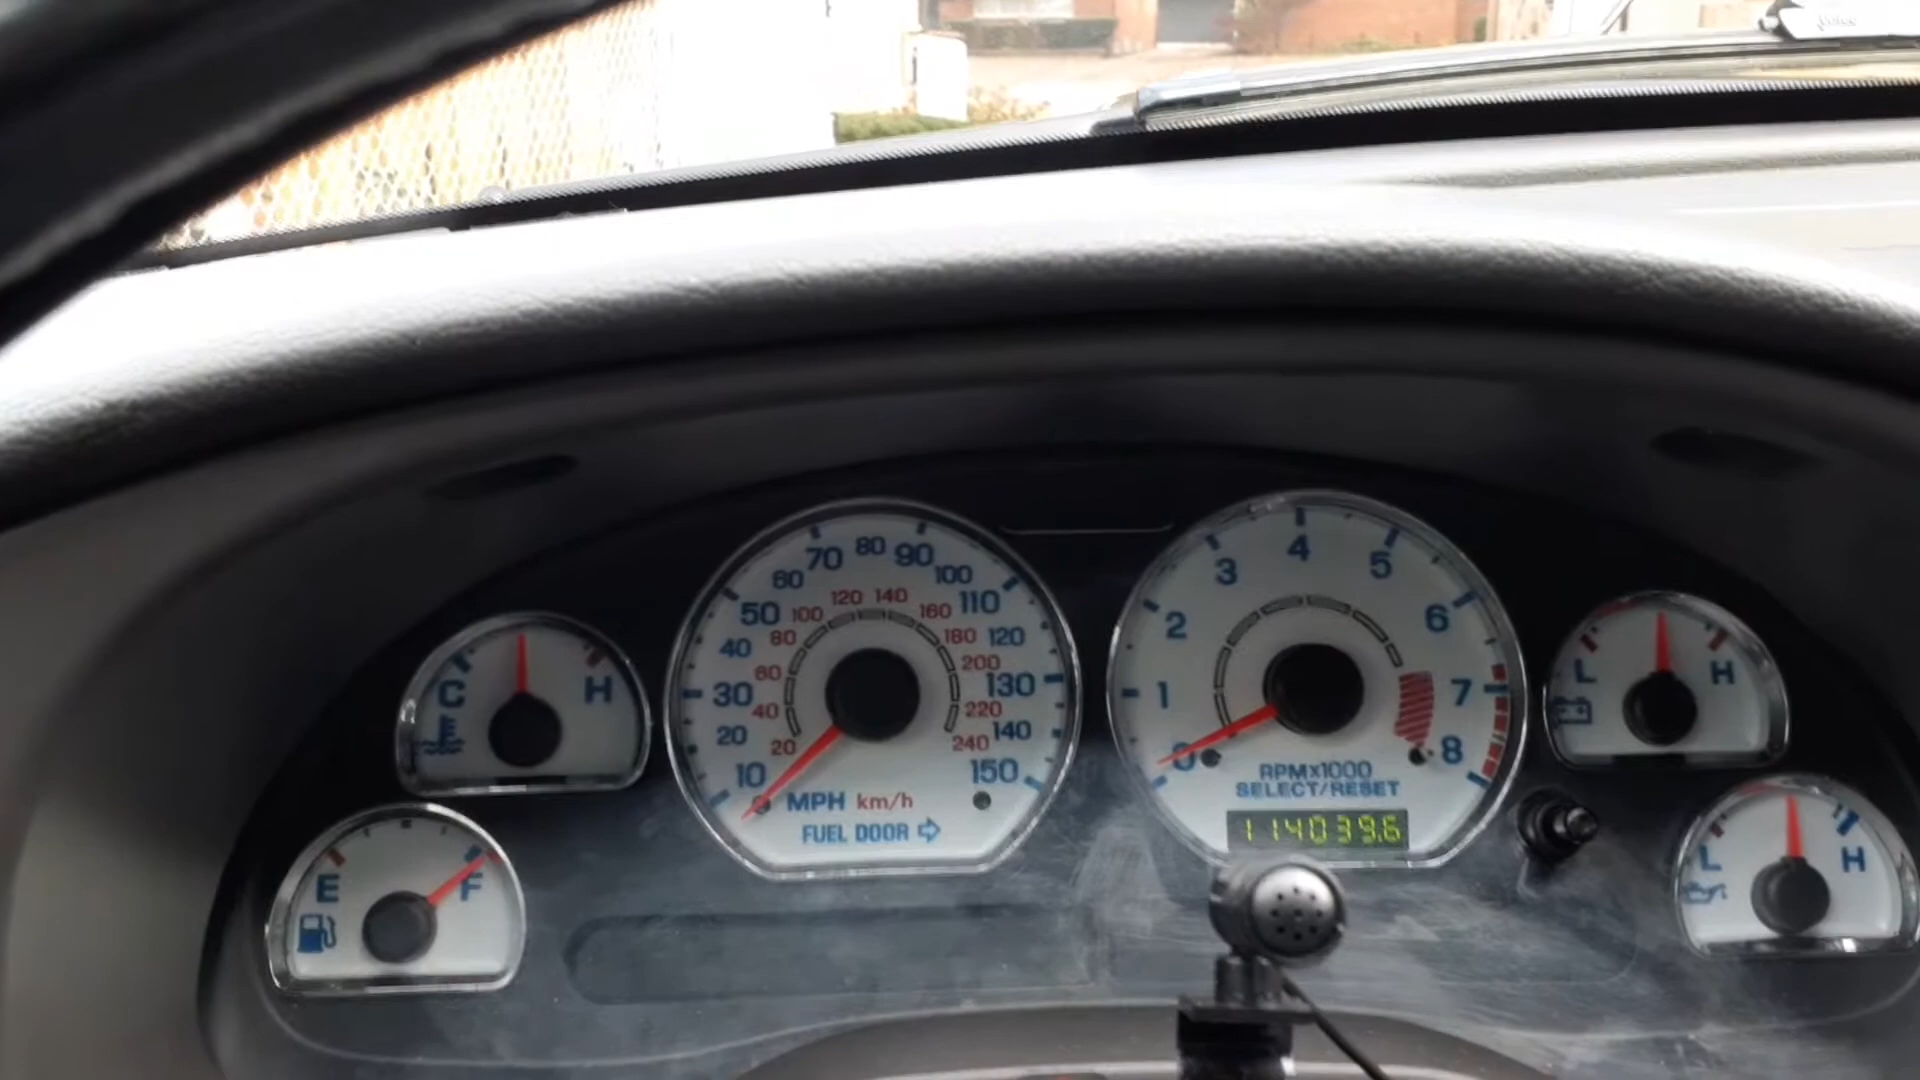 C H
E F
10 20 30 40 50 60 70 80 90 100 110 120 130 140 150
20 40 60 80 100 120 140 160 180 200 220 240
MPH km/h
FUEL DOOR
0 1 2 3 4 5 6 7 8
RPMx1000
SELECT/RESET
114039.6
L H
L H